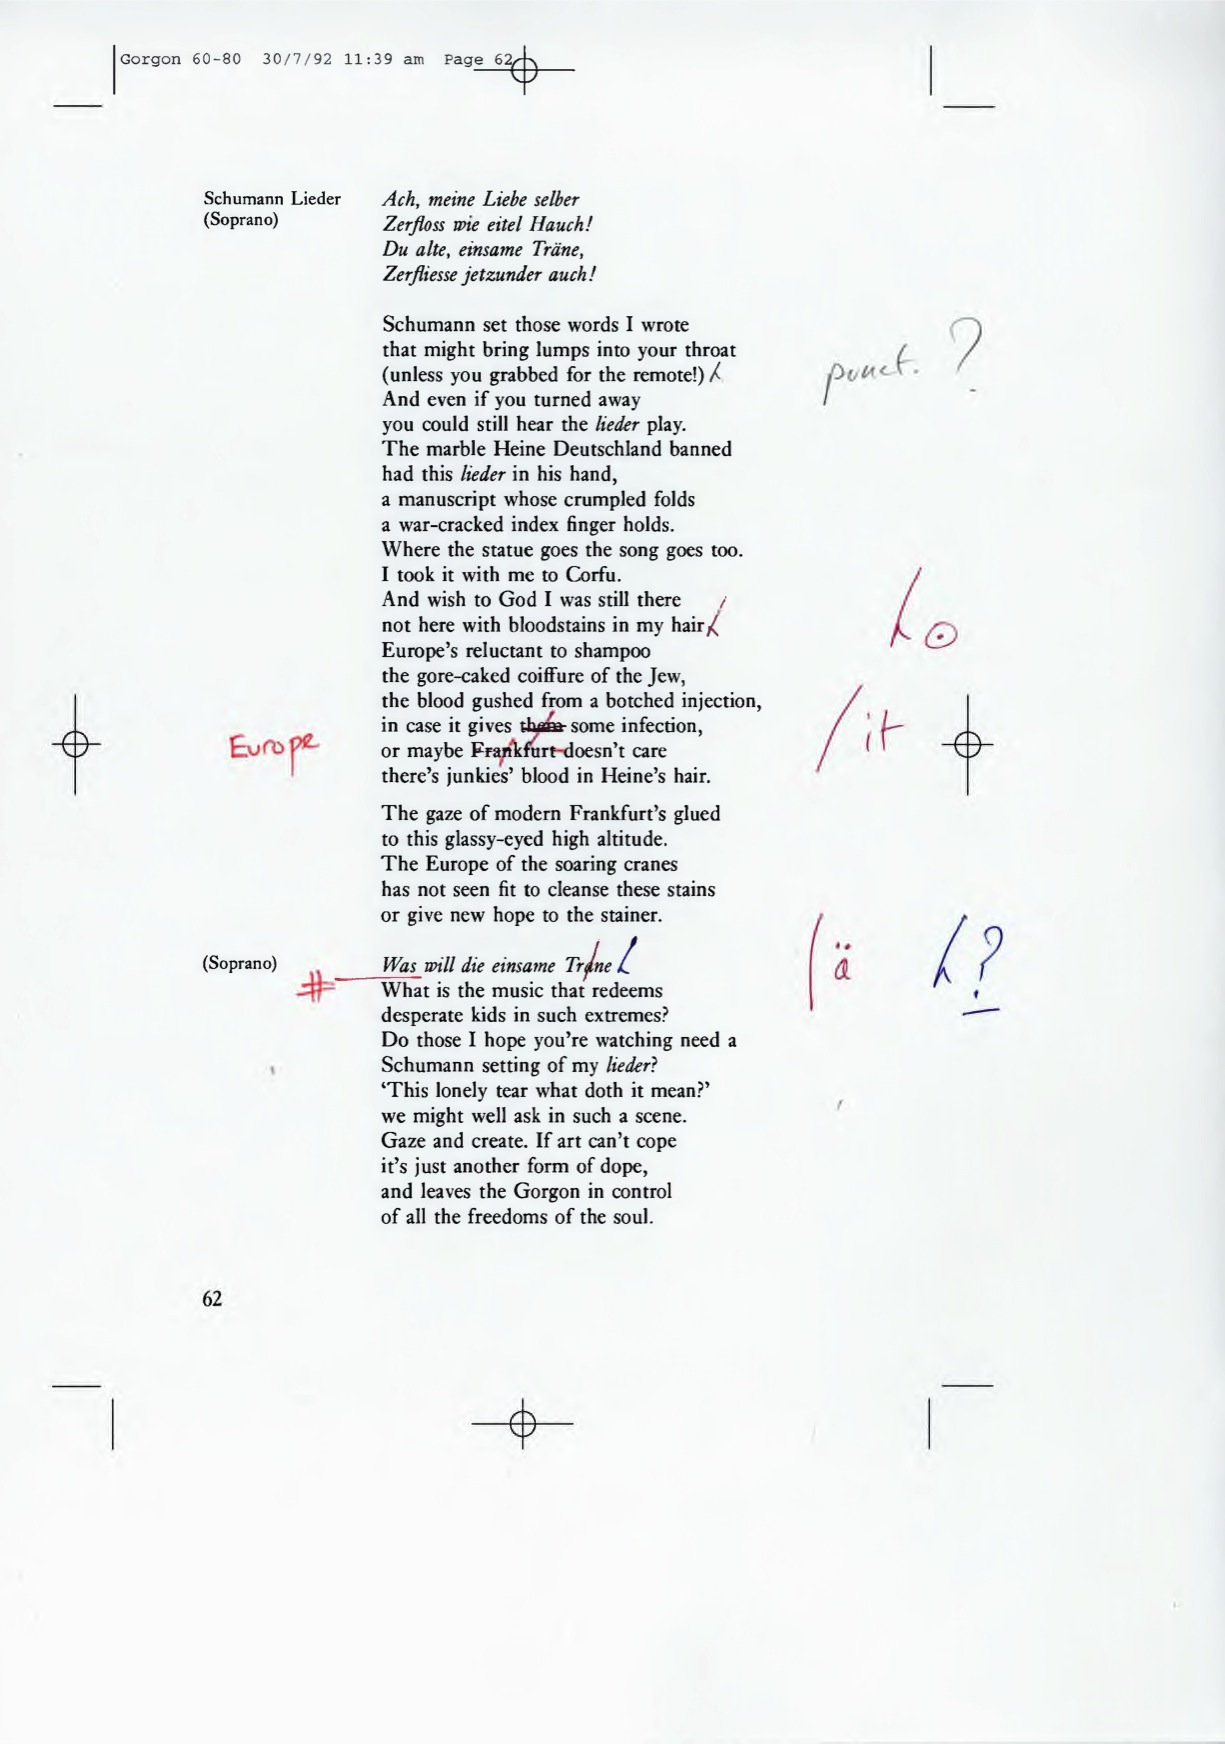 Gorgon 60-80 30/7/92 11:39 am Page 62
Schumann Lieder
(Soprano)
Ach, meine Liebe selber
Zerfloss wie eitel Hauch!
Du alte, einsame Träne,
Zerfliesse jetzunder auch!
Schumann set those words I wrote
that might bring lumps into your throat
(unless you grabbed for the remote!)
punct. ?
And even if you turned away
you could still hear the lieder play.
The marble Heine Deutschland banned
had this lieder in his hand,
a manuscript whose crumpled folds
a war-cracked index finger holds.
Where the statue goes the song goes too.
I took it with me to Corfu.
And wish to God I was still there
not here with bloodstains in my hair
Europe's reluctant to shampoo
the gore-caked coiffure of the Jew,
the blood gushed from a botched injection,
in case it gives them some infection,
/ it
Europe
or maybe Frankfurt doesn't care
there's junkies' blood in Heine's hair.
The gaze of modern Frankfurt's glued
to this glassy-eyed high altitude.
The Europe of the soaring cranes
has not seen fit to cleanse these stains
or give new hope to the stainer.
(Soprano)
Was will die einsame Trane
/ ä ?
#
What is the music that redeems
desperate kids in such extremes?
Do those I hope you're watching need a
Schumann setting of my lieder?
‘This lonely tear what doth it mean?’
we might well ask in such a scene.
Gaze and create. If art can't cope
it's just another form of dope,
and leaves the Gorgon in control
of all the freedoms of the soul.
62